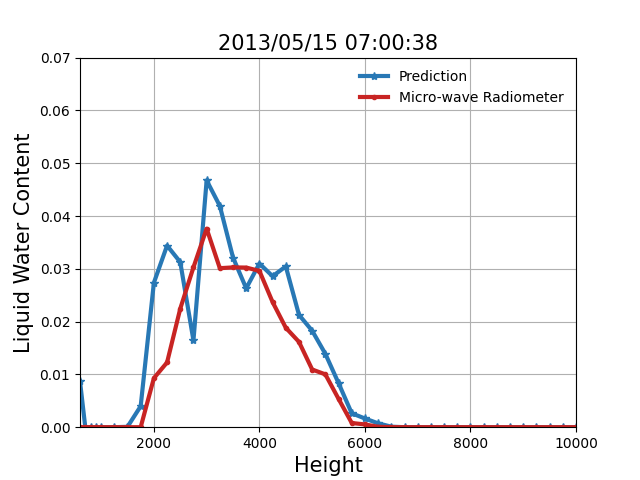 2013/05/15 07:00:38
Prediction
Micro-wave Radiometer
Liquid Water Content
0.07
0.06
0.05
0.04
0.03
0.02
0.01
0.00
2000 4000 6000 8000 10000
Height